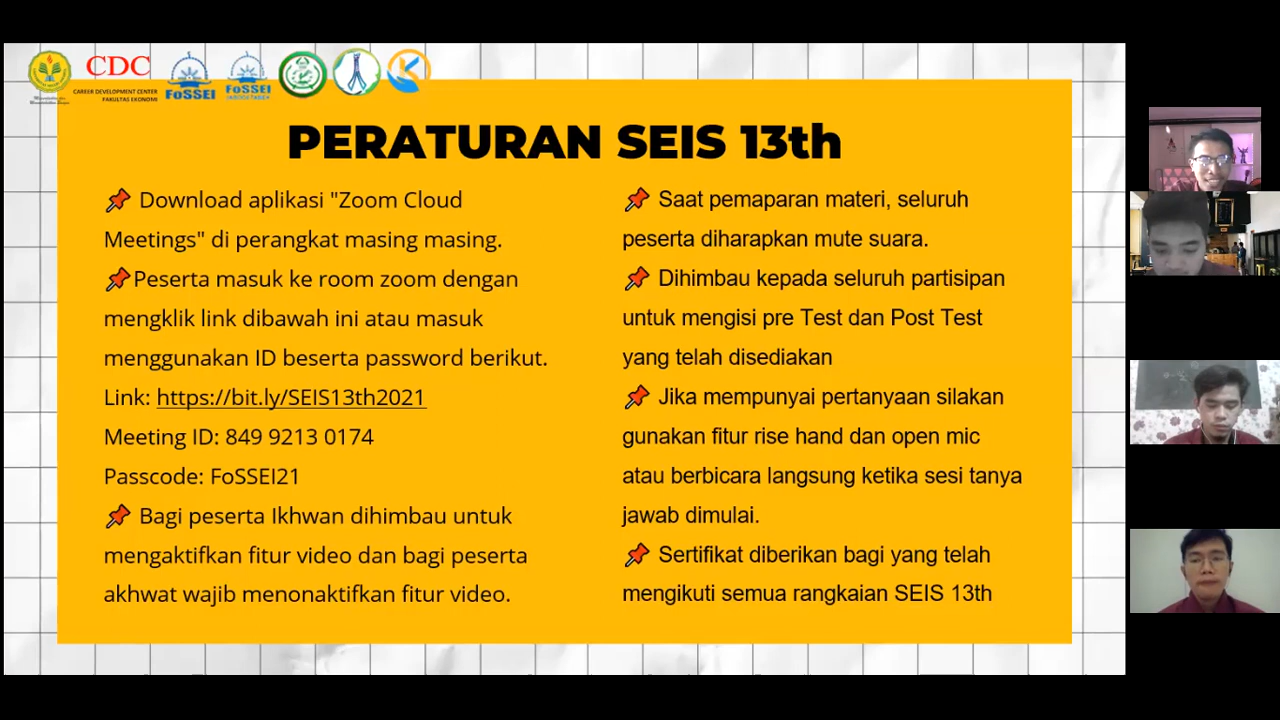 CDC
CAREER DEVELOPMENT CENTER
FAKULTAS EKONOMI
FoSSEI
FoSSEI
PERATURAN SEIS 13th
Download aplikasi "Zoom Cloud
Meetings" di perangkat masing masing.
Peserta masuk ke room zoom dengan
mengklik link dibawah ini atau masuk
menggunakan ID beserta password berikut.
Link: https://bit.ly/SEIS13th2021
Meeting ID: 849 9213 0174
Passcode: FoSSEI21
Bagi peserta Ikhwan dihimbau untuk
mengaktifkan fitur video dan bagi peserta
akhwat wajib menonaktifkan fitur video.
Saat pemaparan materi, seluruh
peserta diharapkan mute suara.
Dihimbau kepada seluruh partisipan
untuk mengisi pre Test dan Post Test
yang telah disediakan
Jika mempunyai pertanyaan silakan
gunakan fitur rise hand dan open mic
atau berbicara langsung ketika sesi tanya
jawab dimulai.
Sertifikat diberikan bagi yang telah
mengikuti semua rangkaian SEIS 13th